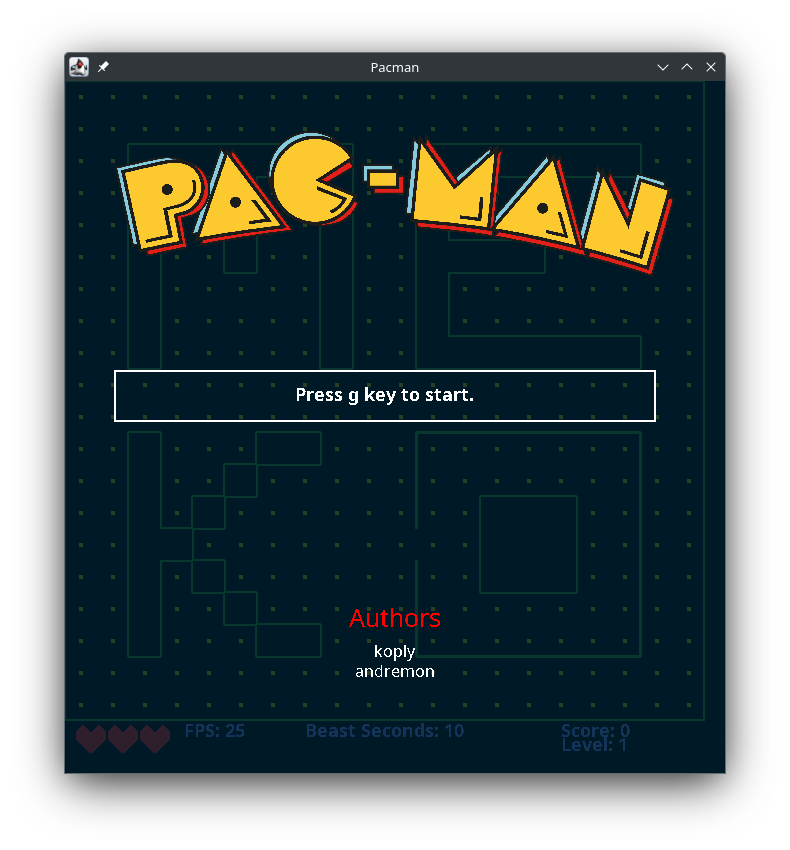 Pacman
PAC-MAN
Press g key to start.
Authors
koply
andremon
FPS: 25
Beast Seconds: 10
Score: 0
Level: 1